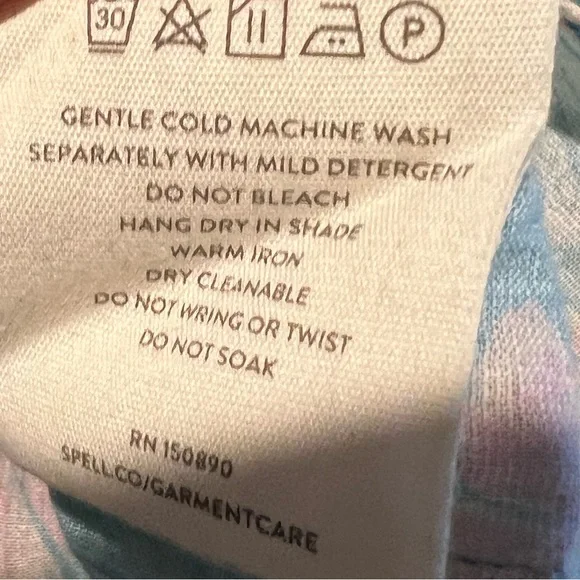 30
P
GENTLE COLD MACHINE WASH
SEPARATELY WITH MILD DETERGENT
DO NOT BLEACH
HANG DRY IN SHADE
WARM IRON
DRY CLEANABLE
DO NOT WRING OR TWIST
DO NOT SOAK
RN 150890
SPELL.CO/GARMENTCARE